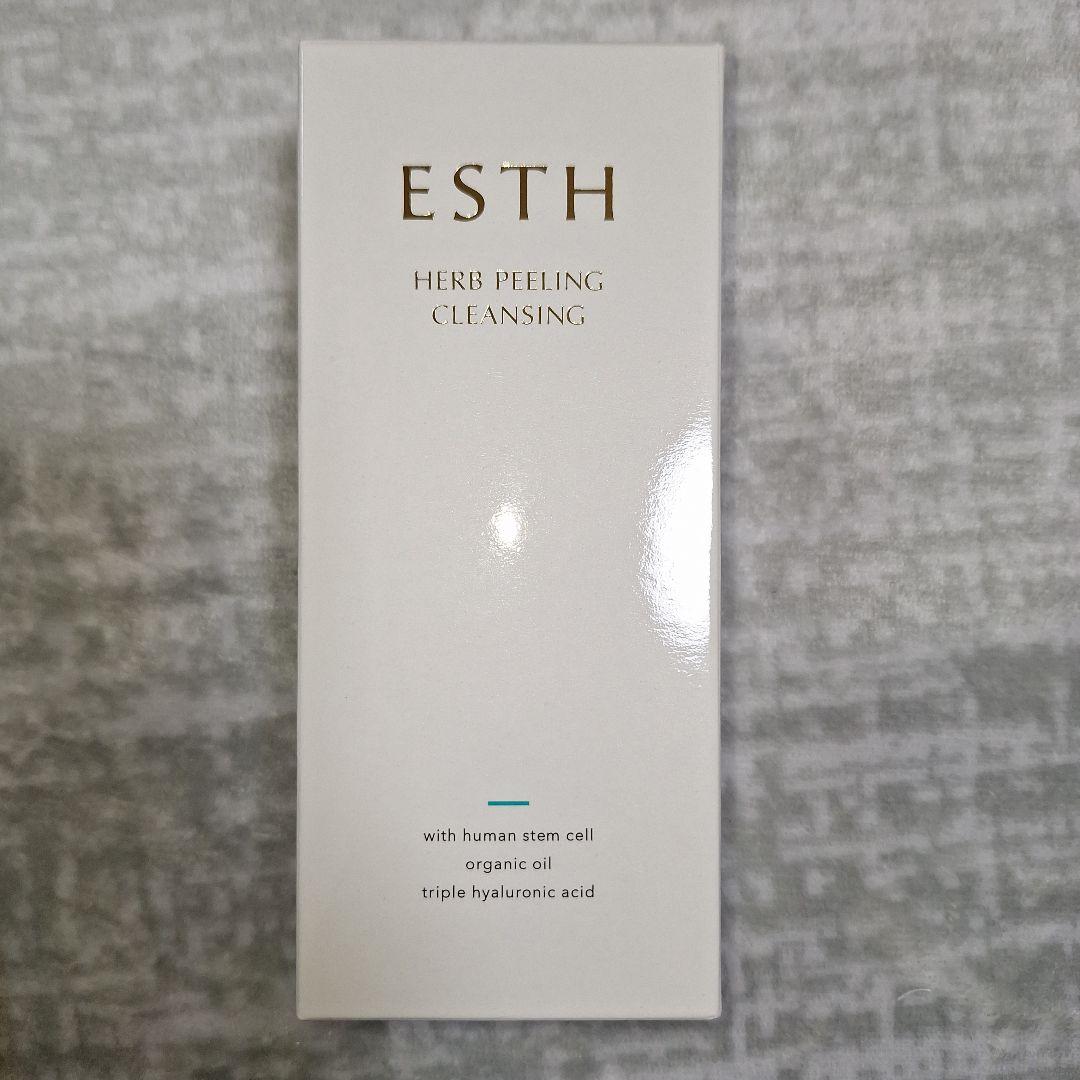 ESTH
HERB PEELING
CLEANSING
with human stem cell
organic oil
triple hyaluronic acid